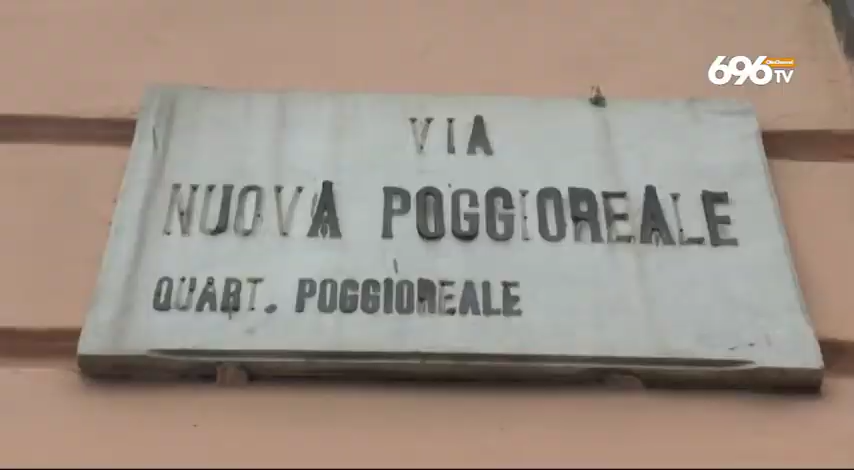 696 TV
VIA
NUOVA POGGIOREALE
QUART. POGGIOREALE